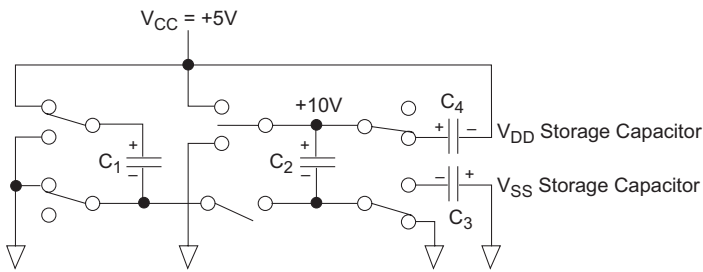 V_CC = +5V
+10V
C_4
+ –
V_DD Storage Capacitor
+
C_1
–
+
C_2
–
– +
V_SS Storage Capacitor
C_3